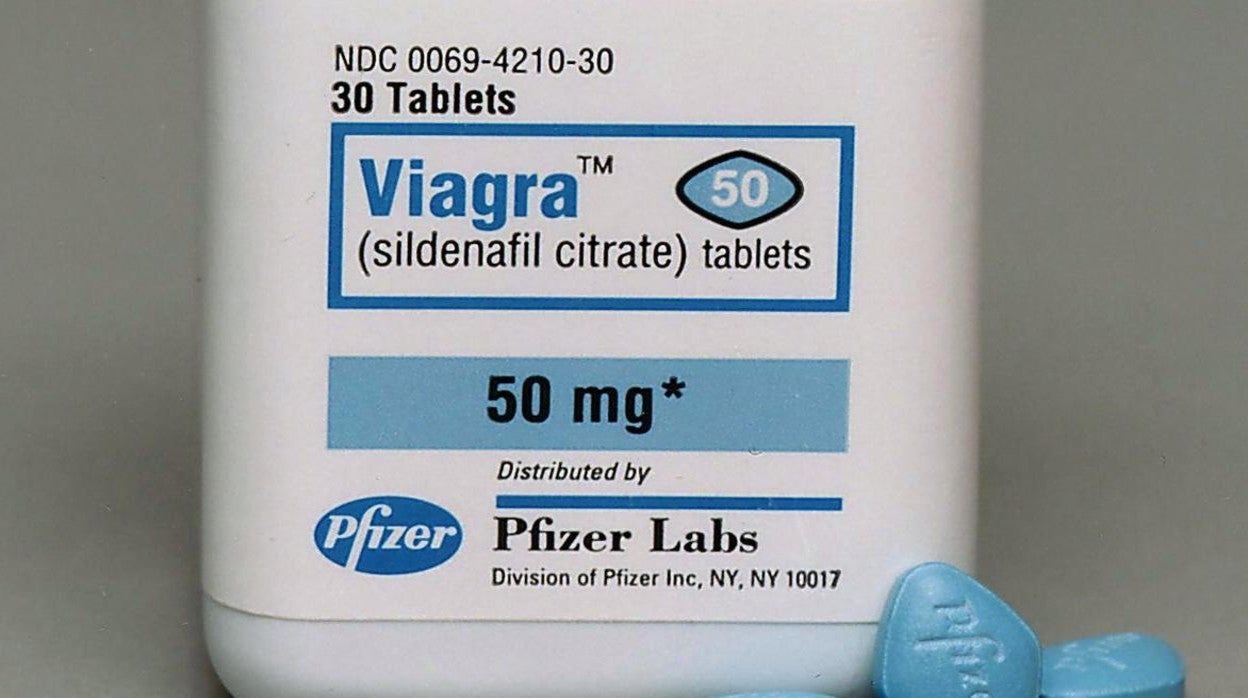 NDC 0069-4210-30
30 Tablets
Viagra™ 50
(sildenafil citrate) tablets
50 mg*
Distributed by
Pfizer Pfizer Labs
Division of Pfizer Inc, NY, NY 10017
Pfize